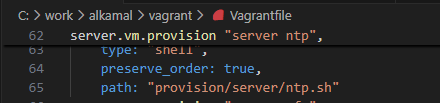 C: > work > alkamal > vagrant > Vagrantfile
62 server.vm.provision "server ntp",
63 type: "shell",
64 preserve_order: true,
65 path: "provision/server/ntp.sh"